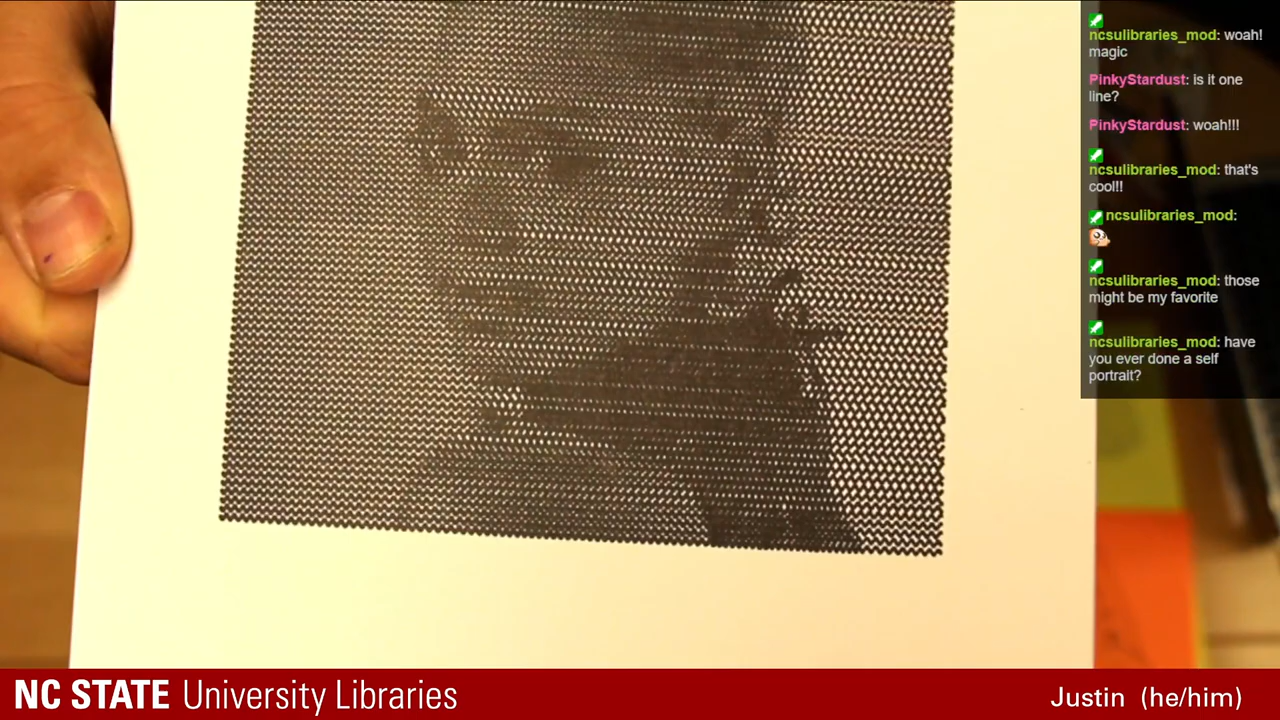 ncsulibraries_mod: woah!
magic
PinkyStardust: is it one
line?
PinkyStardust: woah!!!
ncsulibraries_mod: that's
cool!!
ncsulibraries_mod:
ncsulibraries_mod: those
might be my favorite
ncsulibraries_mod: have
you ever done a self
portrait?
NC STATE University Libraries
Justin (he/him)